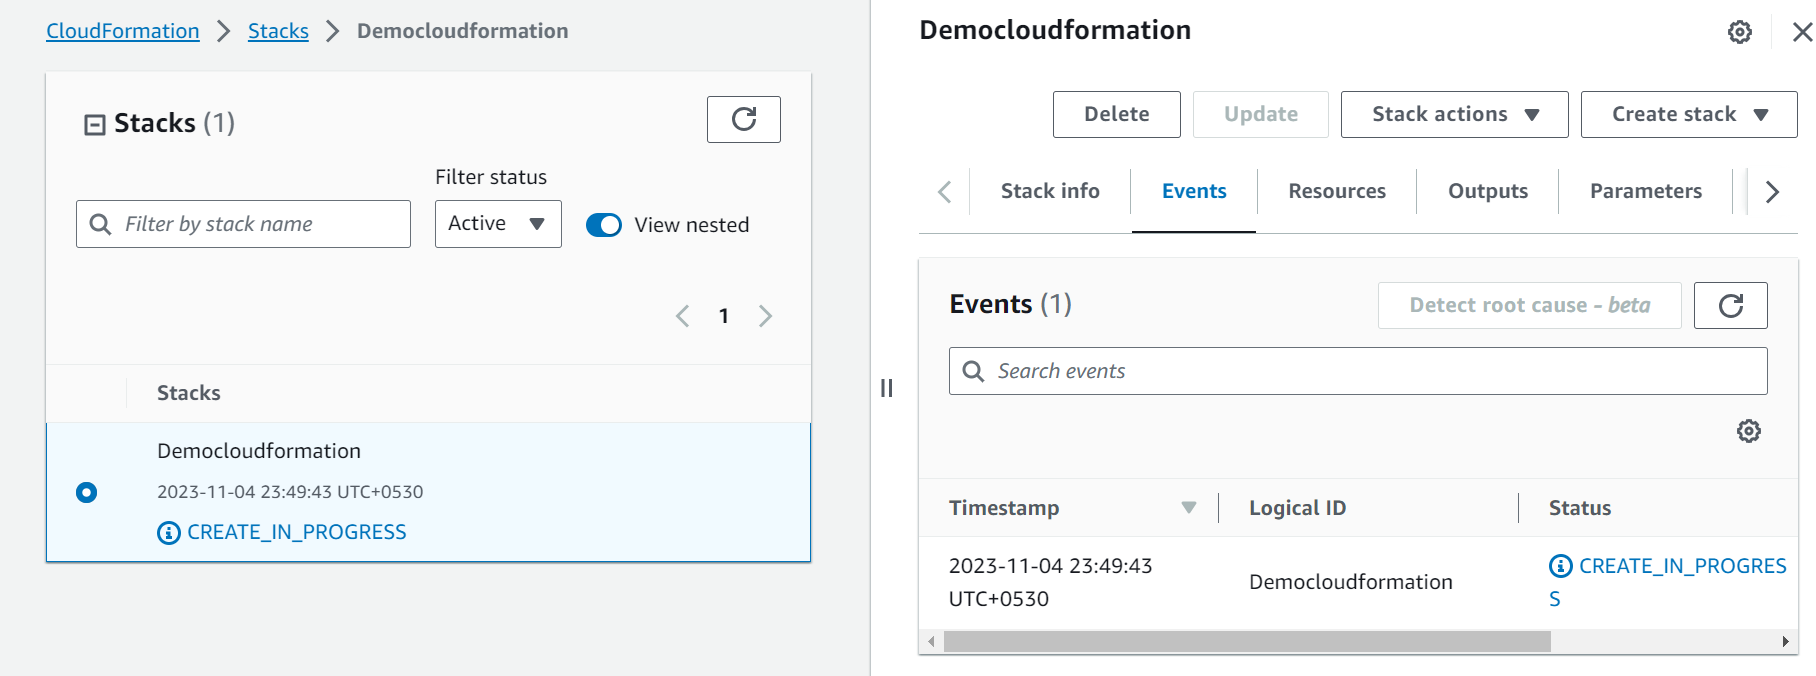 CloudFormation > Stacks > Democloudformation
Stacks (1)
Filter status
Filter by stack name
Active
View nested
1
Stacks
Democloudformation
2023-11-04 23:49:43 UTC+0530
CREATE_IN_PROGRESS
Democloudformation
Delete
Update
Stack actions
Create stack
Stack info
Events
Resources
Outputs
Parameters
Events (1)
Detect root cause - beta
Search events
Timestamp
Logical ID
Status
2023-11-04 23:49:43
UTC+0530
Democloudformation
CREATE_IN_PROGRES
S